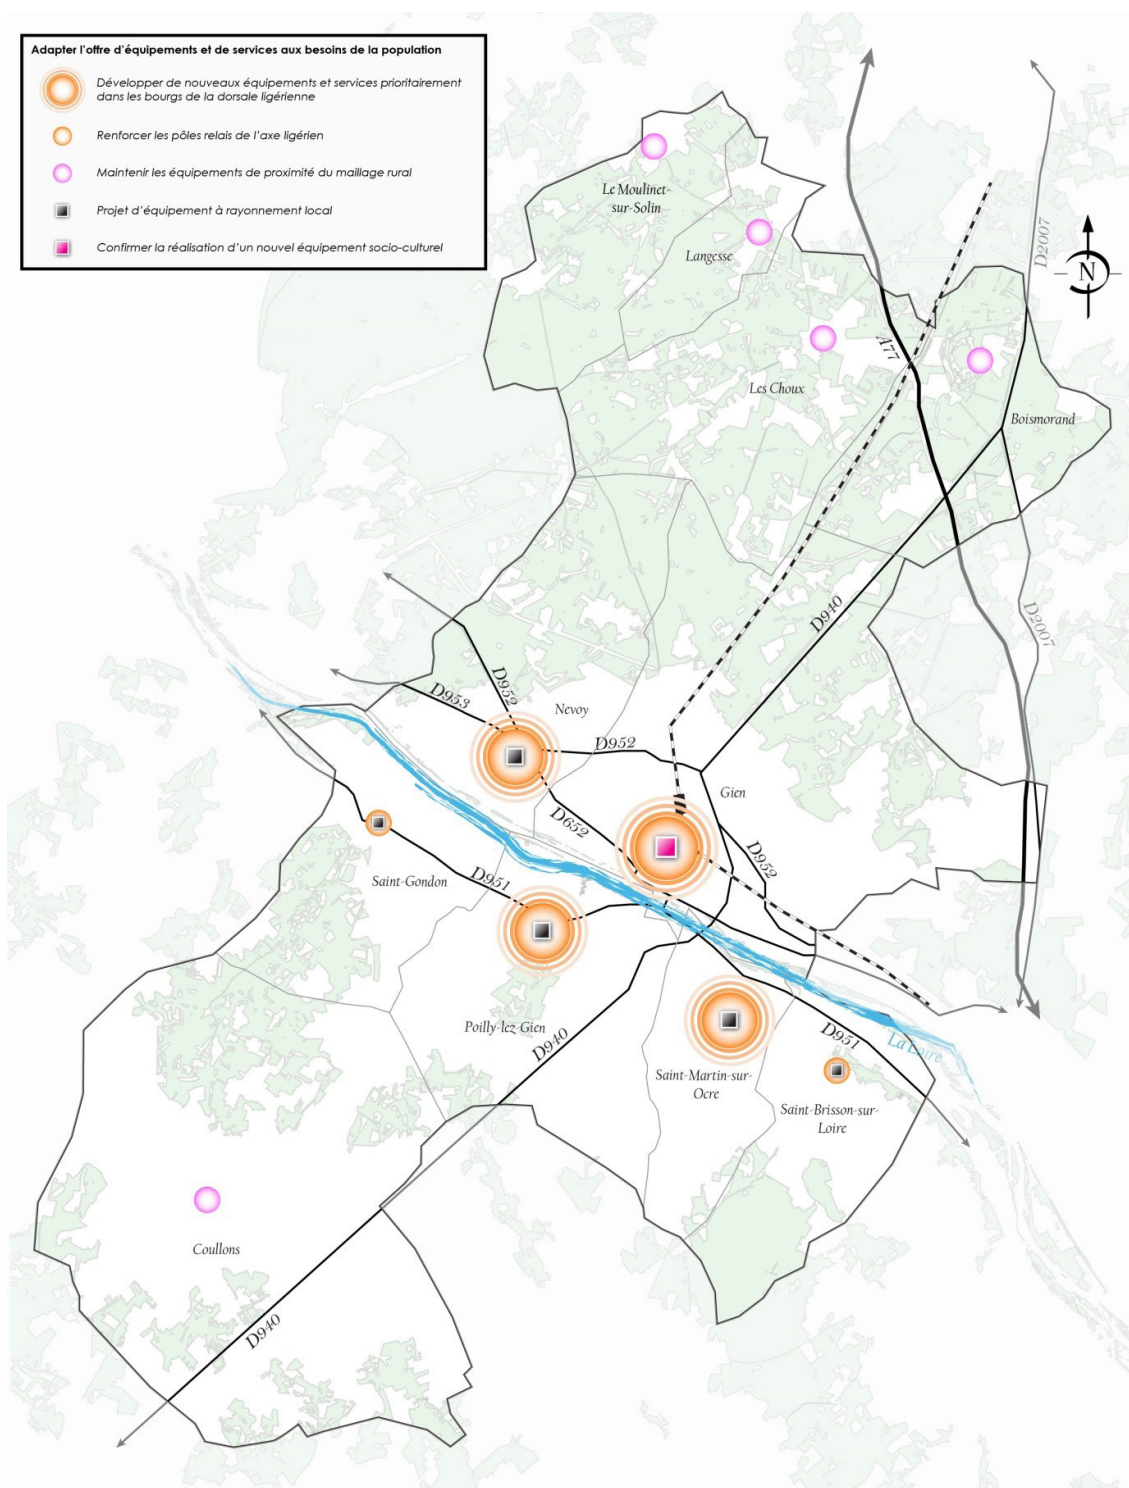 Adapter l'offre d'équipements et de services aux besoins de la population
Développer de nouveaux équipements et services prioritairement
dans les bourgs de la dorsale ligérienne
Renforcer les pôles relais de l'axe ligérien
Maintenir les équipements de proximité du maillage rural
Projet d'équipement à rayonnement local
Confirmer la réalisation d'un nouvel équipement socio-culturel
Le Moulinet-
sur-Solin
Langesse
D2007
N
A77
Les Choux
Boismorand
D940
D2007
D952
D953
Nevoy
D952
Gien
D652
D952
Saint-Gondon
D951
Poilly-lez-Gien
D940
La Loire
D951
Saint-Martin-sur-
Ocre
Saint-Brisson-sur-
Loire
Coullons
D940